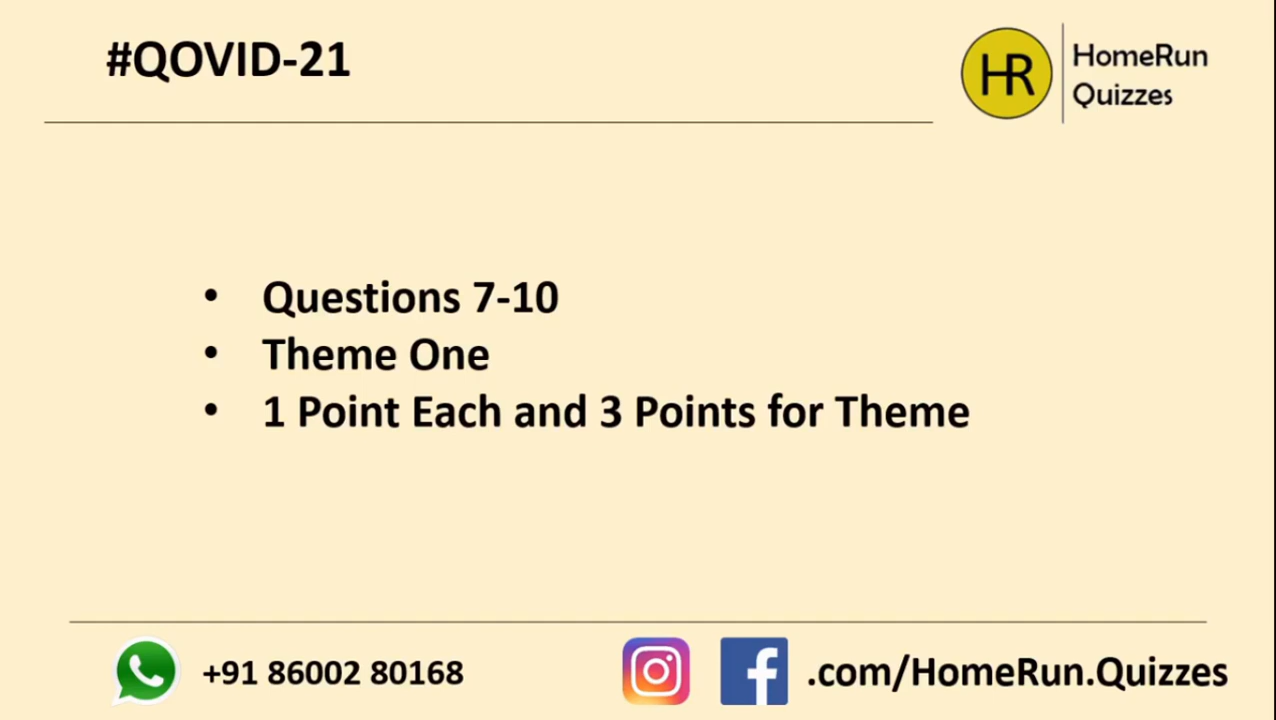 #QOVID-21
HR
HomeRun
Quizzes
• Questions 7-10
• Theme One
• 1 Point Each and 3 Points for Theme
+91 86002 80168
.com/HomeRun.Quizzes